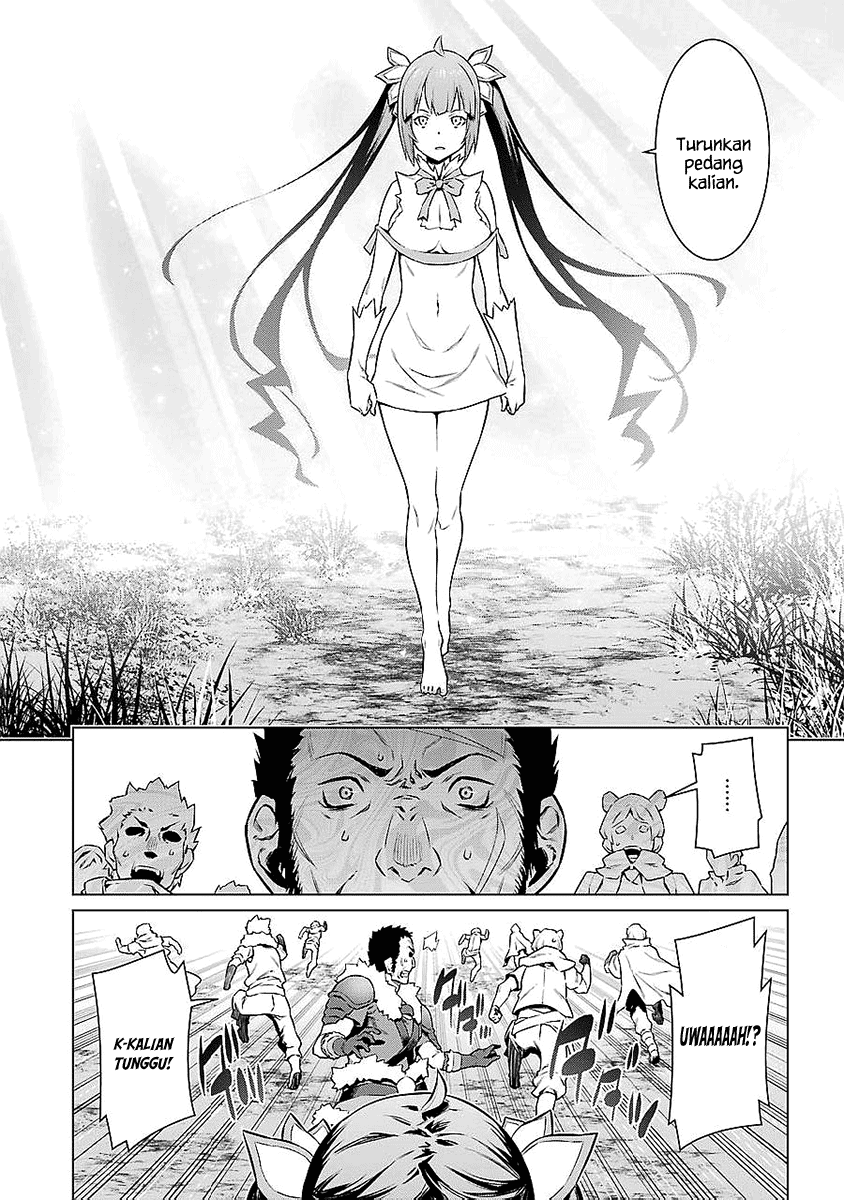 Turunkan
pedang
kalian.
......
UWAAAAAH!?
K-KALIAN
TUNGGU!